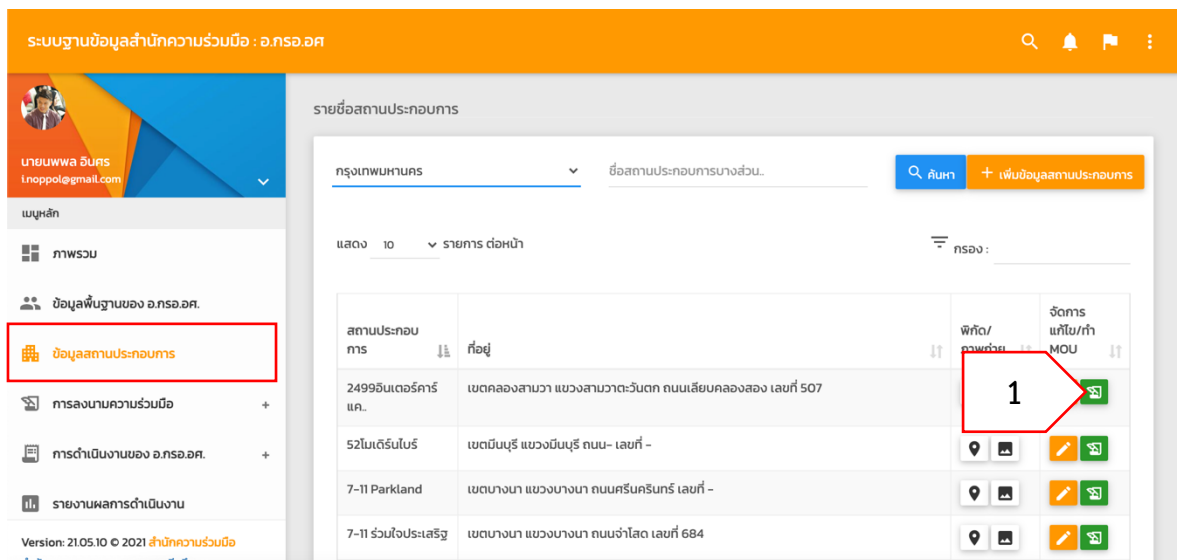 ระบบฐานข้อมูลสำนักความร่วมมือ : อ.กรอ.อศ
นายนพพล อินศร
i.noppol@gmail.com
เมนูหลัก
ภาพรวม
ข้อมูลพื้นฐานของ อ.กรอ.อศ.
ข้อมูลสถานประกอบการ
การลงนามความร่วมมือ +
การดำเนินงานของ อ.กรอ.อศ. +
รายงานผลการดำเนินงาน
Version: 21.05.10 © 2021 สำนักความร่วมมือ
รายชื่อสถานประกอบการ
กรุงเทพมหานคร ชื่อสถานประกอบการบางส่วน.. ค้นหา + เพิ่มข้อมูลสถานประกอบการ
แสดง 10 รายการ ต่อหน้า กรอง :
สถานประกอบ
การ ที่อยู่ พิกัด/
ภาพถ่าย จัดการ
แก้ไข/ทำ
MOU
2499อินเตอร์คาร์
แค.. เขตคลองสามวา แขวงสามวาตะวันตก ถนนเลียบคลองสอง เลขที่ 507
1
52โมเดิร์นไบร์ เขตมีนบุรี แขวงมีนบุรี ถนน- เลขที่ -
7-11 Parkland เขตบางนา แขวงบางนา ถนนศรีนครินทร์ เลขที่ -
7-11 ร่วมใจประเสริฐ เขตบางนา แขวงบางนา ถนนจ่าโสด เลขที่ 684